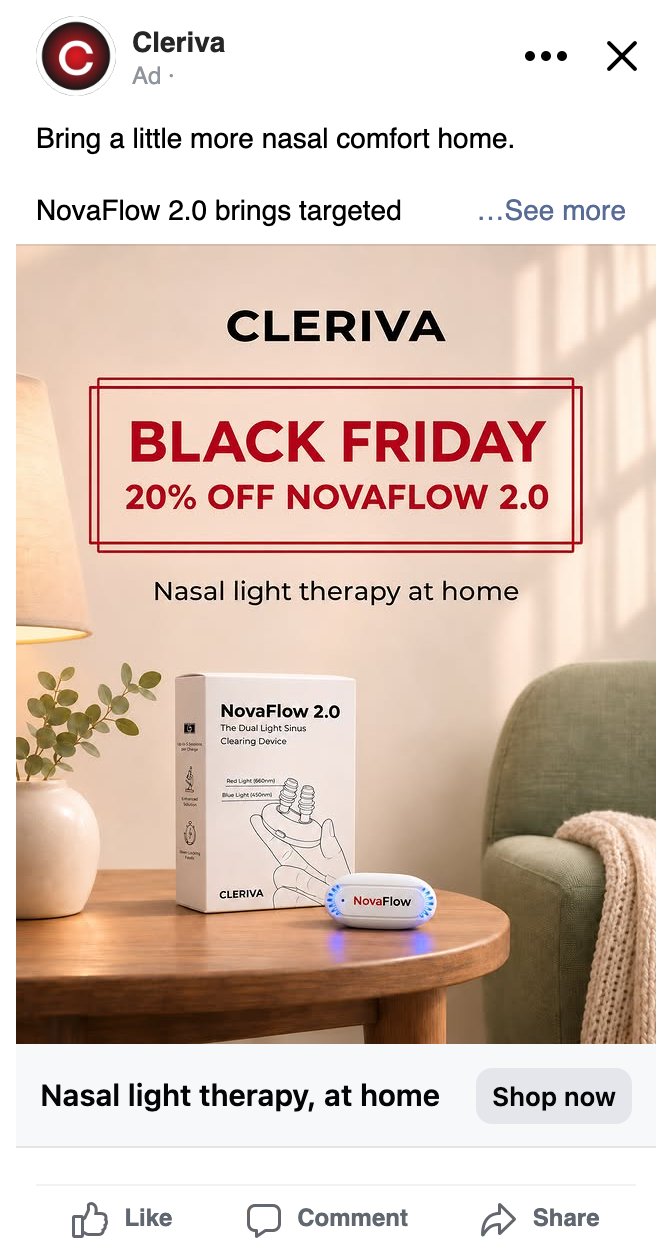 C
Cleriva
Ad ·
Bring a little more nasal comfort home.
NovaFlow 2.0 brings targeted
...See more
CLERIVA
BLACK FRIDAY
20% OFF NOVAFLOW 2.0
Nasal light therapy at home
NovaFlow 2.0
The Dual Light Sinus
Clearing Device
Red Light (660nm)
Blue Light (450nm)
Enhanced
CLERIVA
NovaFlow
Nasal light therapy, at home
Shop now
Like
Comment
Share